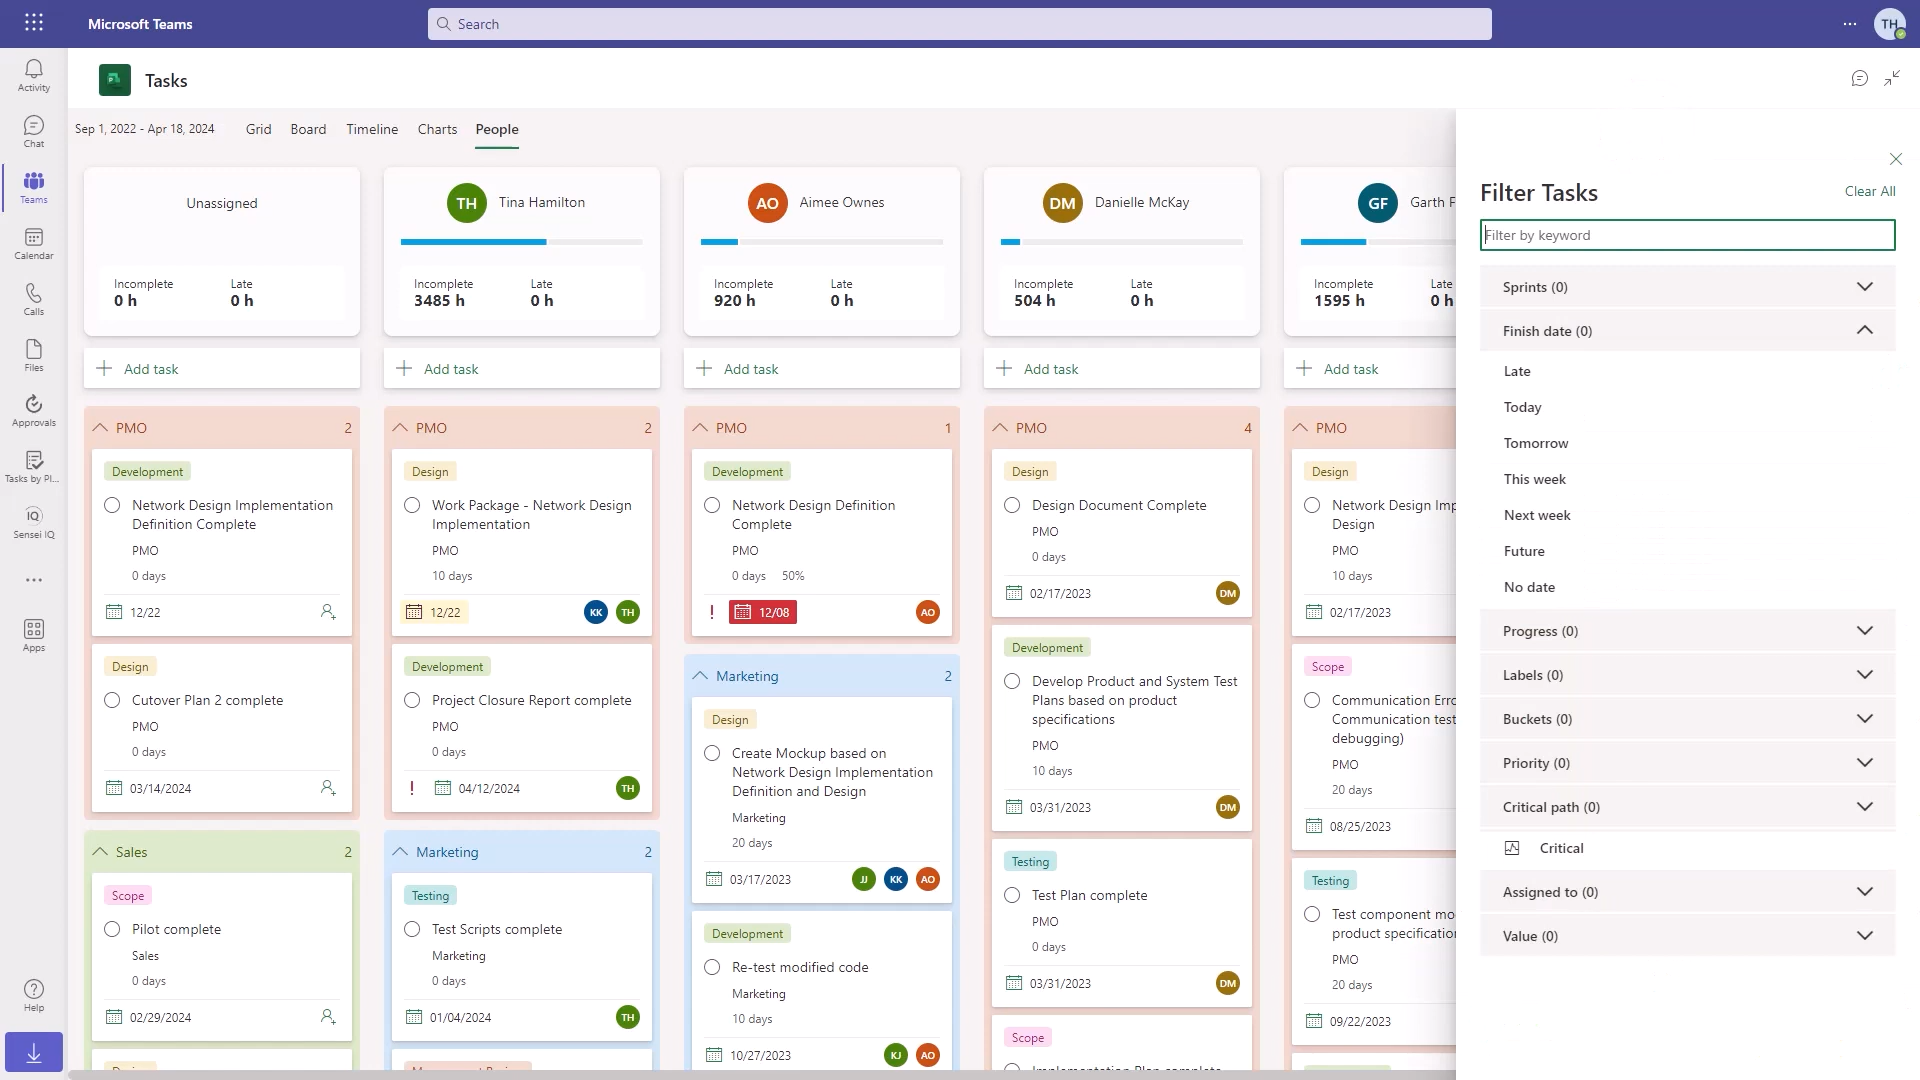 Microsoft Teams
Search
TH
Activity
Chat
Teams
Calendar
Calls
Files
Approvals
Tasks by Pl...
IQ
Sensei IQ
Apps
Help
Tasks
Sep 1, 2022 - Apr 18, 2024
Grid
Board
Timeline
Charts
People
Unassigned
Incomplete
0 h
Late
0 h
Add task
PMO
2
Development
Network Design Implementation
Definition Complete
PMO
0 days
12/22
Design
Cutover Plan 2 complete
PMO
0 days
03/14/2024
Sales
2
Scope
Pilot complete
Sales
0 days
02/29/2024
TH
Tina Hamilton
Incomplete
3485 h
Late
0 h
Add task
PMO
2
Design
Work Package - Network Design
Implementation
PMO
10 days
12/22
KK
TH
Development
Project Closure Report complete
PMO
0 days
! 04/12/2024
TH
Marketing
2
Testing
Test Scripts complete
Marketing
0 days
01/04/2024
TH
AO
Aimee Ownes
Incomplete
920 h
Late
0 h
Add task
PMO
1
Development
Network Design Definition
Complete
PMO
0 days 50%
! 12/08
AO
Marketing
2
Design
Create Mockup based on
Network Design Implementation
Definition and Design
Marketing
20 days
03/17/2023
JJ
KK
AO
Development
Re-test modified code
Marketing
10 days
10/27/2023
KJ
AO
DM
Danielle McKay
Incomplete
504 h
Late
0 h
Add task
PMO
4
Design
Design Document Complete
PMO
0 days
02/17/2023
DM
Development
Develop Product and System Test
Plans based on product
specifications
PMO
10 days
03/31/2023
DM
Testing
Test Plan complete
PMO
0 days
03/31/2023
DM
Scope
GF
Garth F
Incomplete
1595 h
Late
0 h
Add task
PMO
Design
Network Design Imp
Design
PMO
10 days
02/17/2023
Scope
Communication Erro
Communication test
debugging)
PMO
20 days
08/25/2023
Testing
Test component mo
product specification
PMO
20 days
09/22/2023
Filter Tasks
Clear All
Filter by keyword
Sprints (0)
Finish date (0)
Late
Today
Tomorrow
This week
Next week
Future
No date
Progress (0)
Labels (0)
Buckets (0)
Priority (0)
Critical path (0)
Critical
Assigned to (0)
Value (0)